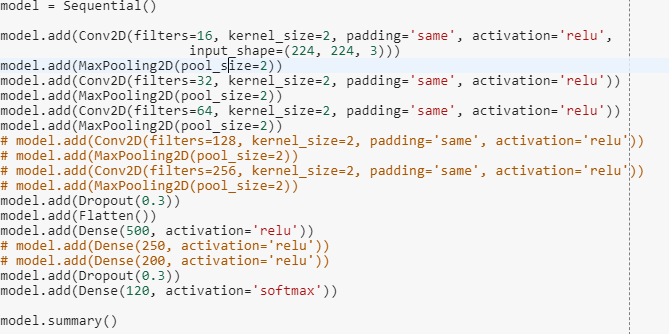 model = Sequential()
model.add(Conv2D(filters=16, kernel_size=2, padding='same', activation='relu',
input_shape=(224, 224, 3)))
model.add(MaxPooling2D(pool_size=2))
model.add(Conv2D(filters=32, kernel_size=2, padding='same', activation='relu'))
model.add(MaxPooling2D(pool_size=2))
model.add(Conv2D(filters=64, kernel_size=2, padding='same', activation='relu'))
model.add(MaxPooling2D(pool_size=2))
# model.add(Conv2D(filters=128, kernel_size=2, padding='same', activation='relu'))
# model.add(MaxPooling2D(pool_size=2))
# model.add(Conv2D(filters=256, kernel_size=2, padding='same', activation='relu'))
# model.add(MaxPooling2D(pool_size=2))
model.add(Dropout(0.3))
model.add(Flatten())
model.add(Dense(500, activation='relu'))
# model.add(Dense(250, activation='relu'))
# model.add(Dense(200, activation='relu'))
model.add(Dropout(0.3))
model.add(Dense(120, activation='softmax'))
model.summary()